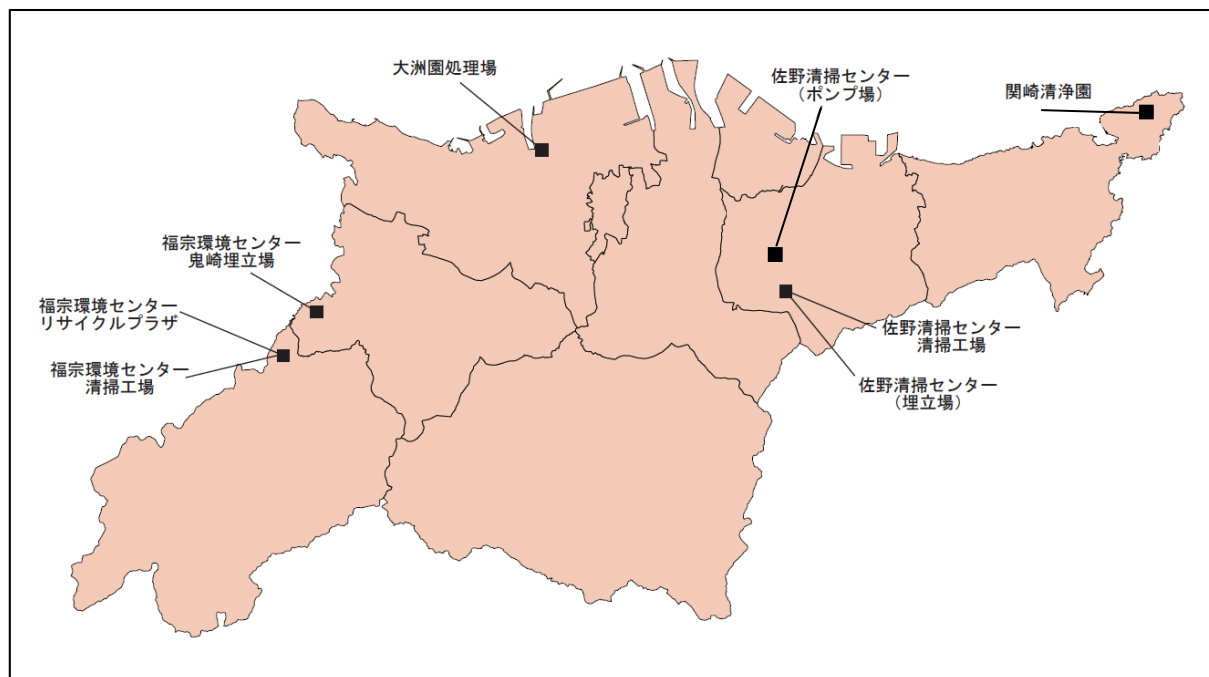 大洲園処理場
佐野清掃センター
（ポンプ場）
関崎清浄園
福宗環境センター
鬼崎埋立場
福宗環境センター
リサイクルプラザ
福宗環境センター
清掃工場
佐野清掃センター
清掃工場
佐野清掃センター
（埋立場）